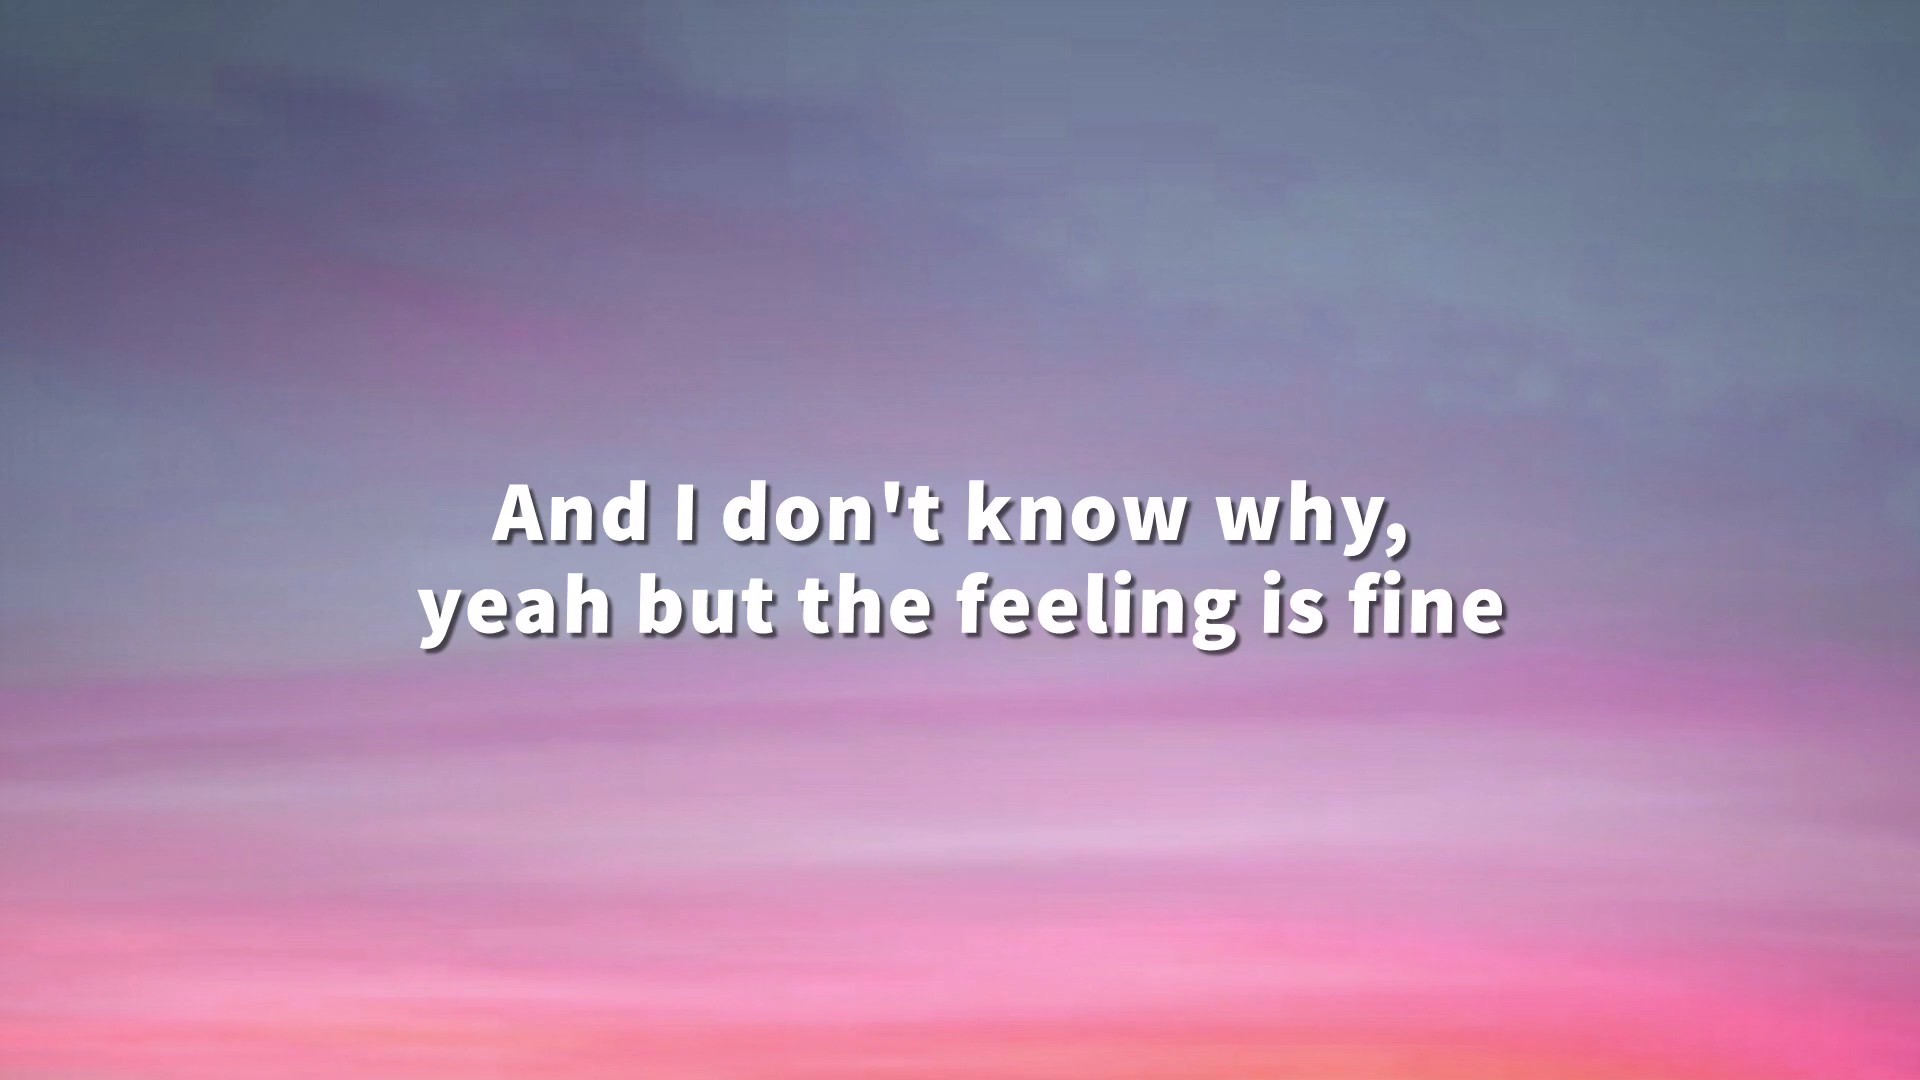 And I don't know why,
yeah but the feeling is fine